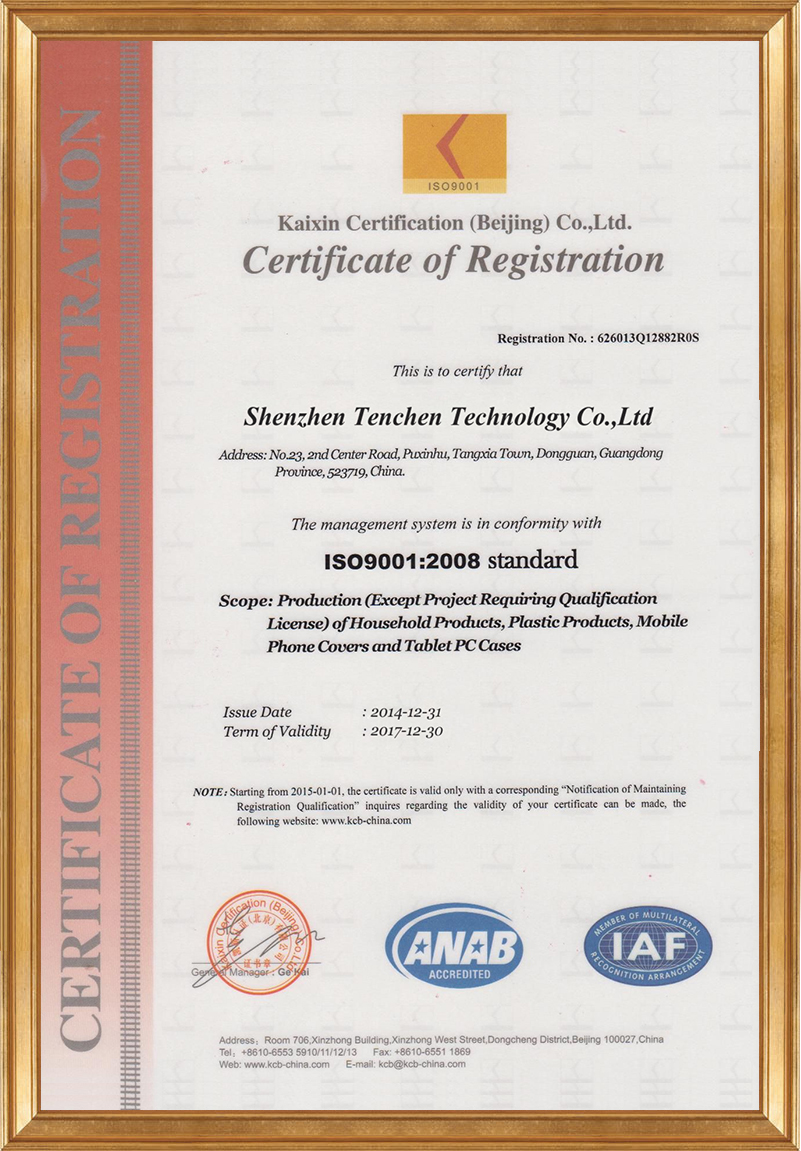 CERTIFICATE OF REGISTRATION
ISO9001
Kaixin Certification (Beijing) Co.,Ltd.
Certificate of Registration
Registration No. : 626013Q12882R0S
This is to certify that
Shenzhen Tenchen Technology Co.,Ltd
Address: No.23, 2nd Center Road, Puxinhu, Tangxia Town, Dongguan, Guangdong
Province, 523719, China.
The management system is in conformity with
ISO9001:2008 standard
Scope: Production (Except Project Requiring Qualification
License) of Household Products, Plastic Products, Mobile
Phone Covers and Tablet PC Cases
Issue Date : 2014-12-31
Term of Validity : 2017-12-30
NOTE: Starting from 2015-01-01, the certificate is valid only with a corresponding “Notification of Maintaining
Registration Qualification” inquires regarding the validity of your certificate can be made, the
following website: www.kcb-china.com
Kaixin Certification (Beijing) Co.Ltd
证书章
General Manager : Ge Kai
ANAB
ACCREDITED
MEMBER OF MULTILATERAL
IAF
RECOGNITION ARRANGEMENT
Address: Room 706,Xinzhong Building,Xinzhong West Street,Dongcheng District,Beijing 100027,China
Tel: +8610-6553 5910/11/12/13 Fax: +8610-6551 1869
Web: www.kcb-china.com E-mail: kcb@kcb-china.com